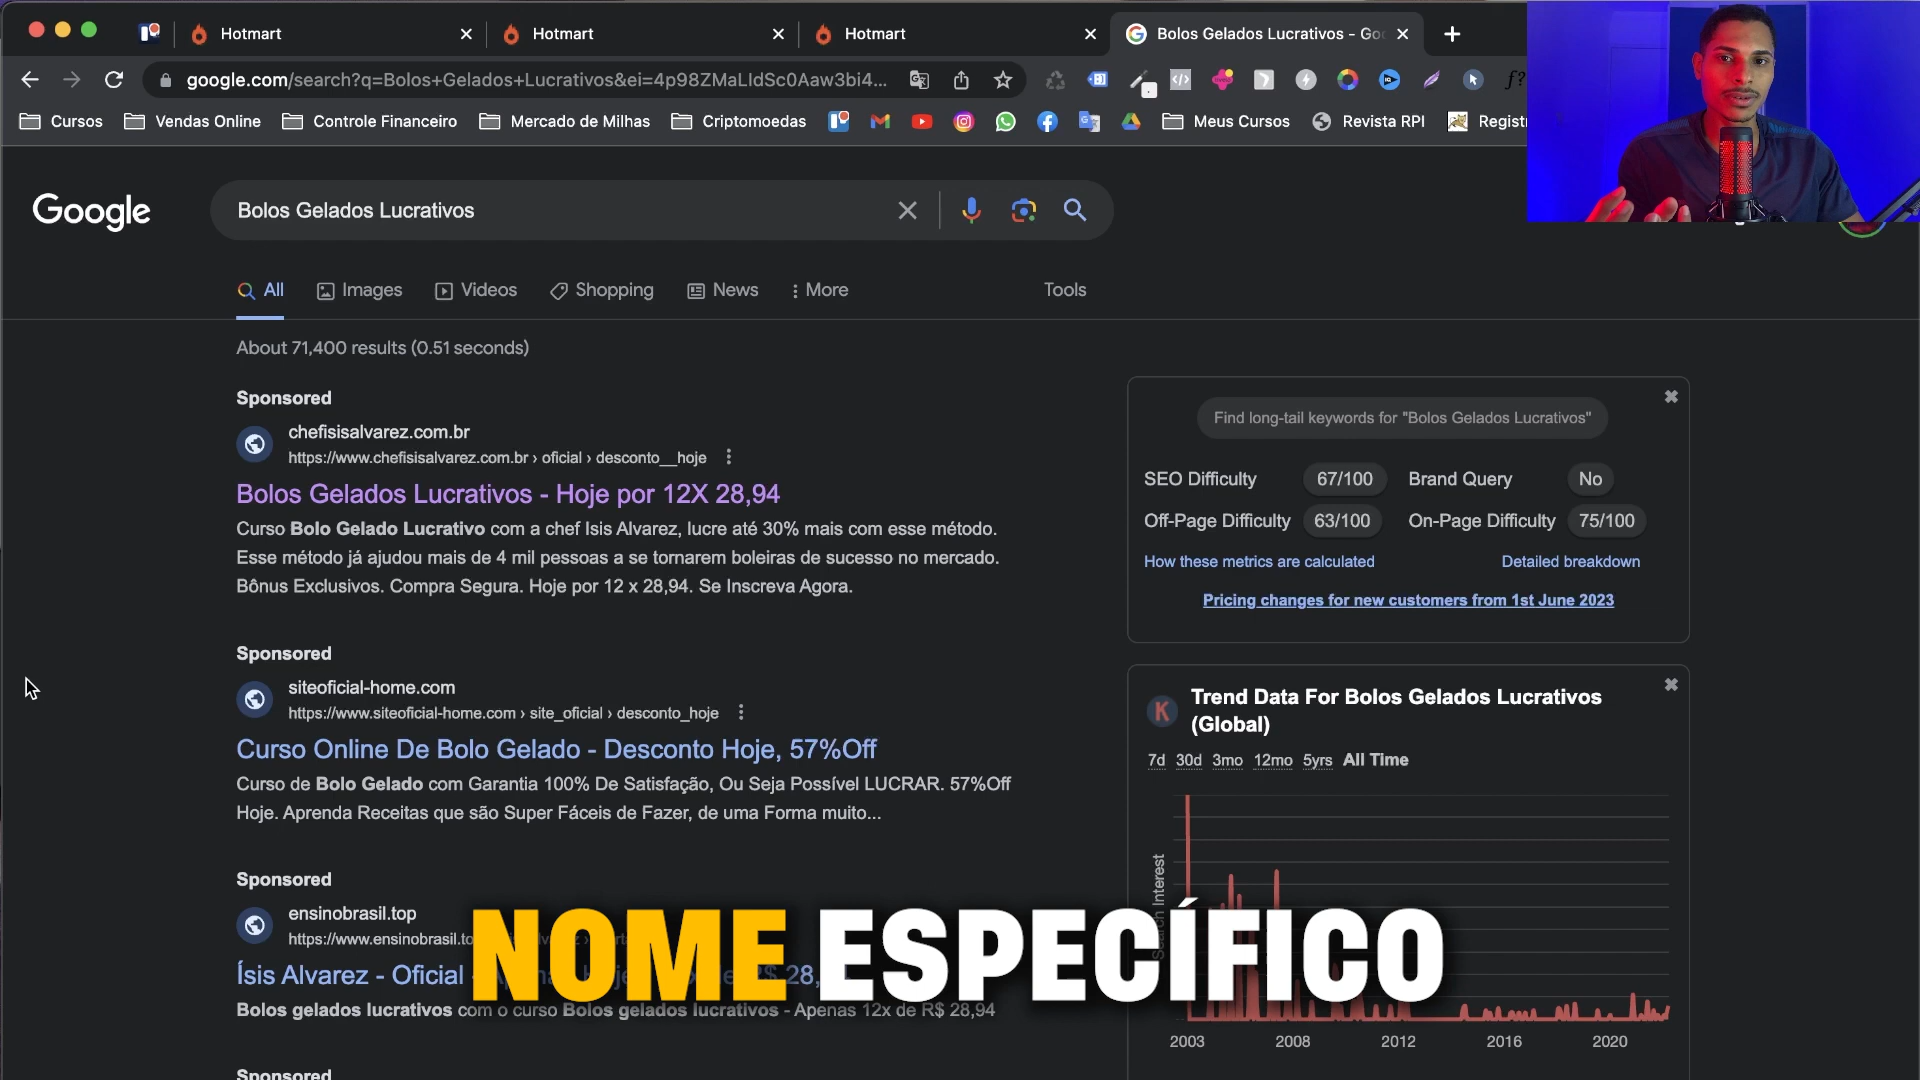 Hotmart
Hotmart
Hotmart
Bolos Gelados Lucrativos - Goo
google.com/search?q=Bolos+Gelados+Lucrativos&ei=4p98ZMaLIdSc0Aaw3bi4...
f?
Cursos
Vendas Online
Controle Financeiro
Mercado de Milhas
Criptomoedas
Meus Cursos
Revista RPI
Registr
Google
Bolos Gelados Lucrativos
All
Images
Videos
Shopping
News
More
Tools
About 71,400 results (0.51 seconds)
Sponsored
chefisisalvarez.com.br
https://www.chefisisalvarez.com.br › oficial › desconto__hoje
Bolos Gelados Lucrativos - Hoje por 12X 28,94
Curso Bolo Gelado Lucrativo com a chef Isis Alvarez, lucre até 30% mais com esse método.
Esse método já ajudou mais de 4 mil pessoas a se tornarem boleiras de sucesso no mercado.
Bônus Exclusivos. Compra Segura. Hoje por 12 x 28,94. Se Inscreva Agora.
Sponsored
siteoficial-home.com
https://www.siteoficial-home.com › site_oficial › desconto_hoje
Curso Online De Bolo Gelado - Desconto Hoje, 57%Off
Curso de Bolo Gelado com Garantia 100% De Satisfação, Ou Seja Possível LUCRAR. 57%Off
Hoje. Aprenda Receitas que são Super Fáceis de Fazer, de uma Forma muito...
Sponsored
ensinobrasil.top
https://www.ensinobrasil.to
Ísis Alvarez - Oficial
28,
Bolos gelados lucrativos com o curso Bolos gelados lucrativos - Apenas 12x de R$ 28,94
Sponsored
Find long-tail keywords for "Bolos Gelados Lucrativos"
SEO Difficulty 67/100 Brand Query No
Off-Page Difficulty 63/100 On-Page Difficulty 75/100
How these metrics are calculated Detailed breakdown
Pricing changes for new customers from 1st June 2023
K
Trend Data For Bolos Gelados Lucrativos
(Global)
7d 30d 3mo 12mo 5yrs All Time
Search Interest
2003 2008 2012 2016 2020
NOME ESPECÍFICO